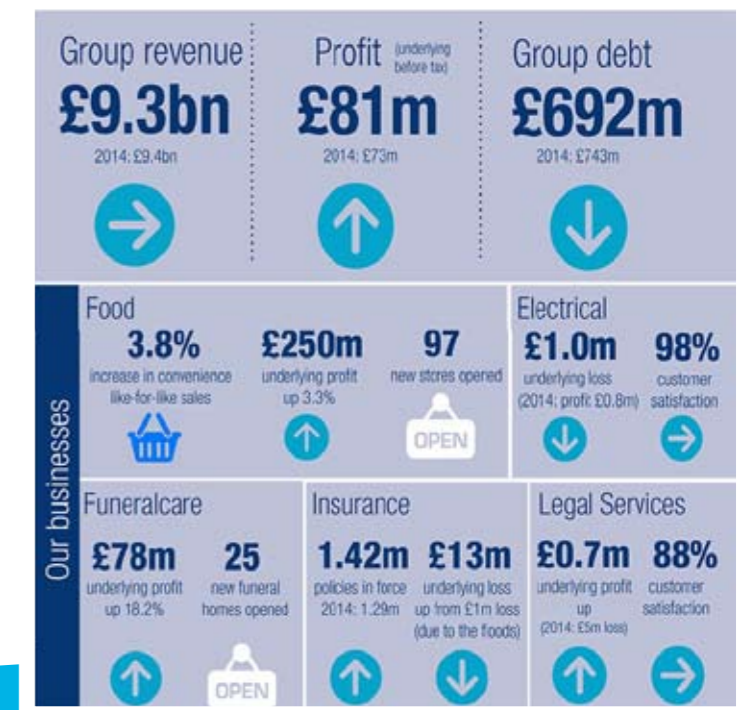 Group revenue
£9.3bn
2014: £9.4bn
Profit (underlying
before tax)
£81m
2014: £73m
Group debt
£692m
2014: £743m
Our businesses
Food
3.8%
increase in convenience
like-for-like sales
£250m
underlying profit
up 3.3%
97
new stores opened
OPEN
Electrical
£1.0m
underlying loss
(2014: profit £0.8m)
98%
customer
satisfaction
Funeralcare
£78m
underlying profit
up 18.2%
25
new funeral
homes opened
OPEN
Insurance
1.42m
policies in force
2014: 1.29m
£13m
underlying loss
up from £1m loss
(due to the floods)
Legal Services
£0.7m
underlying profit
up
(2014: £5m loss)
88%
customer
satisfaction